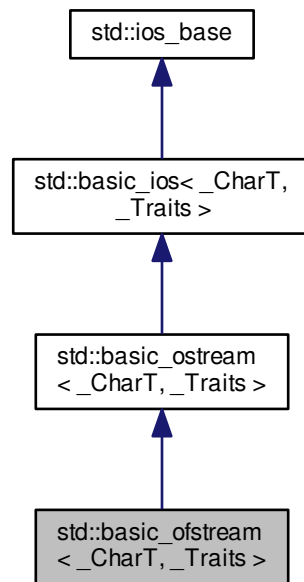 std::ios_base
std::basic_ios< _CharT,
_Traits >
std::basic_ostream
< _CharT, _Traits >
std::basic_ofstream
< _CharT, _Traits >